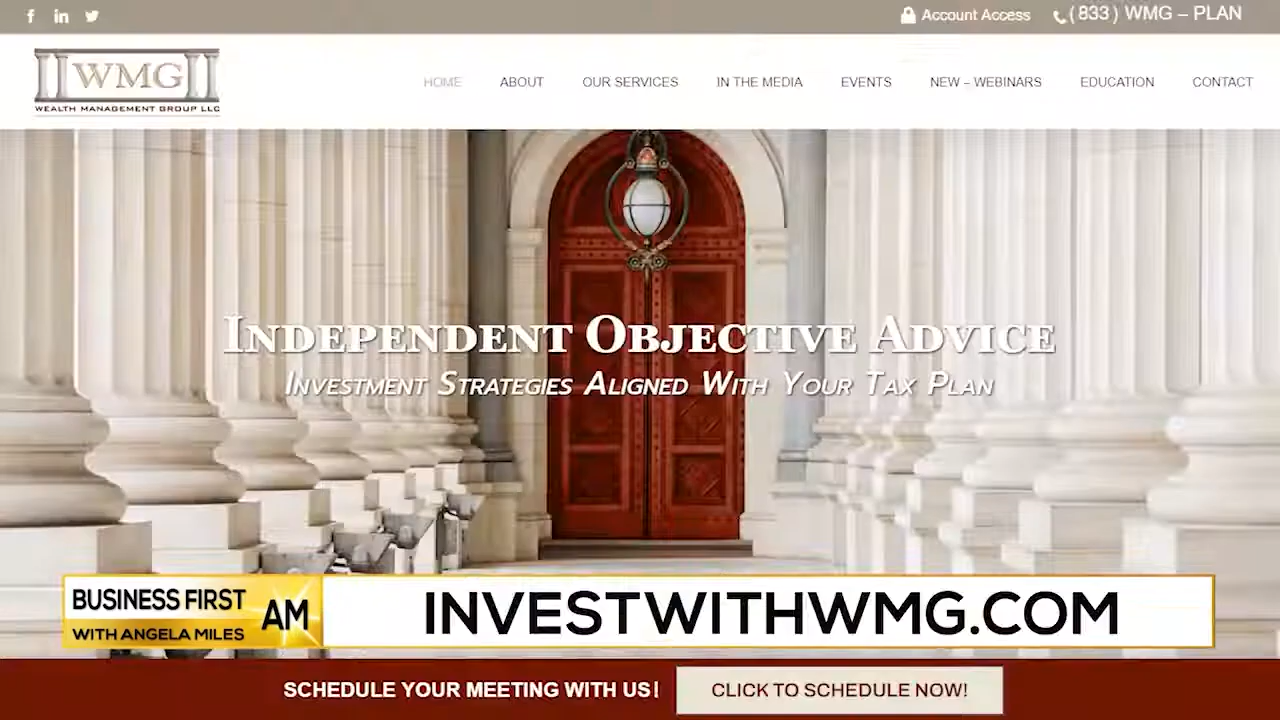 Account Access
(833) WMG – PLAN
WMG
WEALTH MANAGEMENT GROUP LLC
HOME
ABOUT
OUR SERVICES
IN THE MEDIA
EVENTS
NEW – WEBINARS
EDUCATION
CONTACT
INDEPENDENT OBJECTIVE ADVICE
INVESTMENT STRATEGIES ALIGNED WITH YOUR TAX PLAN
BUSINESS FIRST
AM
WITH ANGELA MILES
INVESTWITHWMG.COM
SCHEDULE YOUR MEETING WITH US!
CLICK TO SCHEDULE NOW!